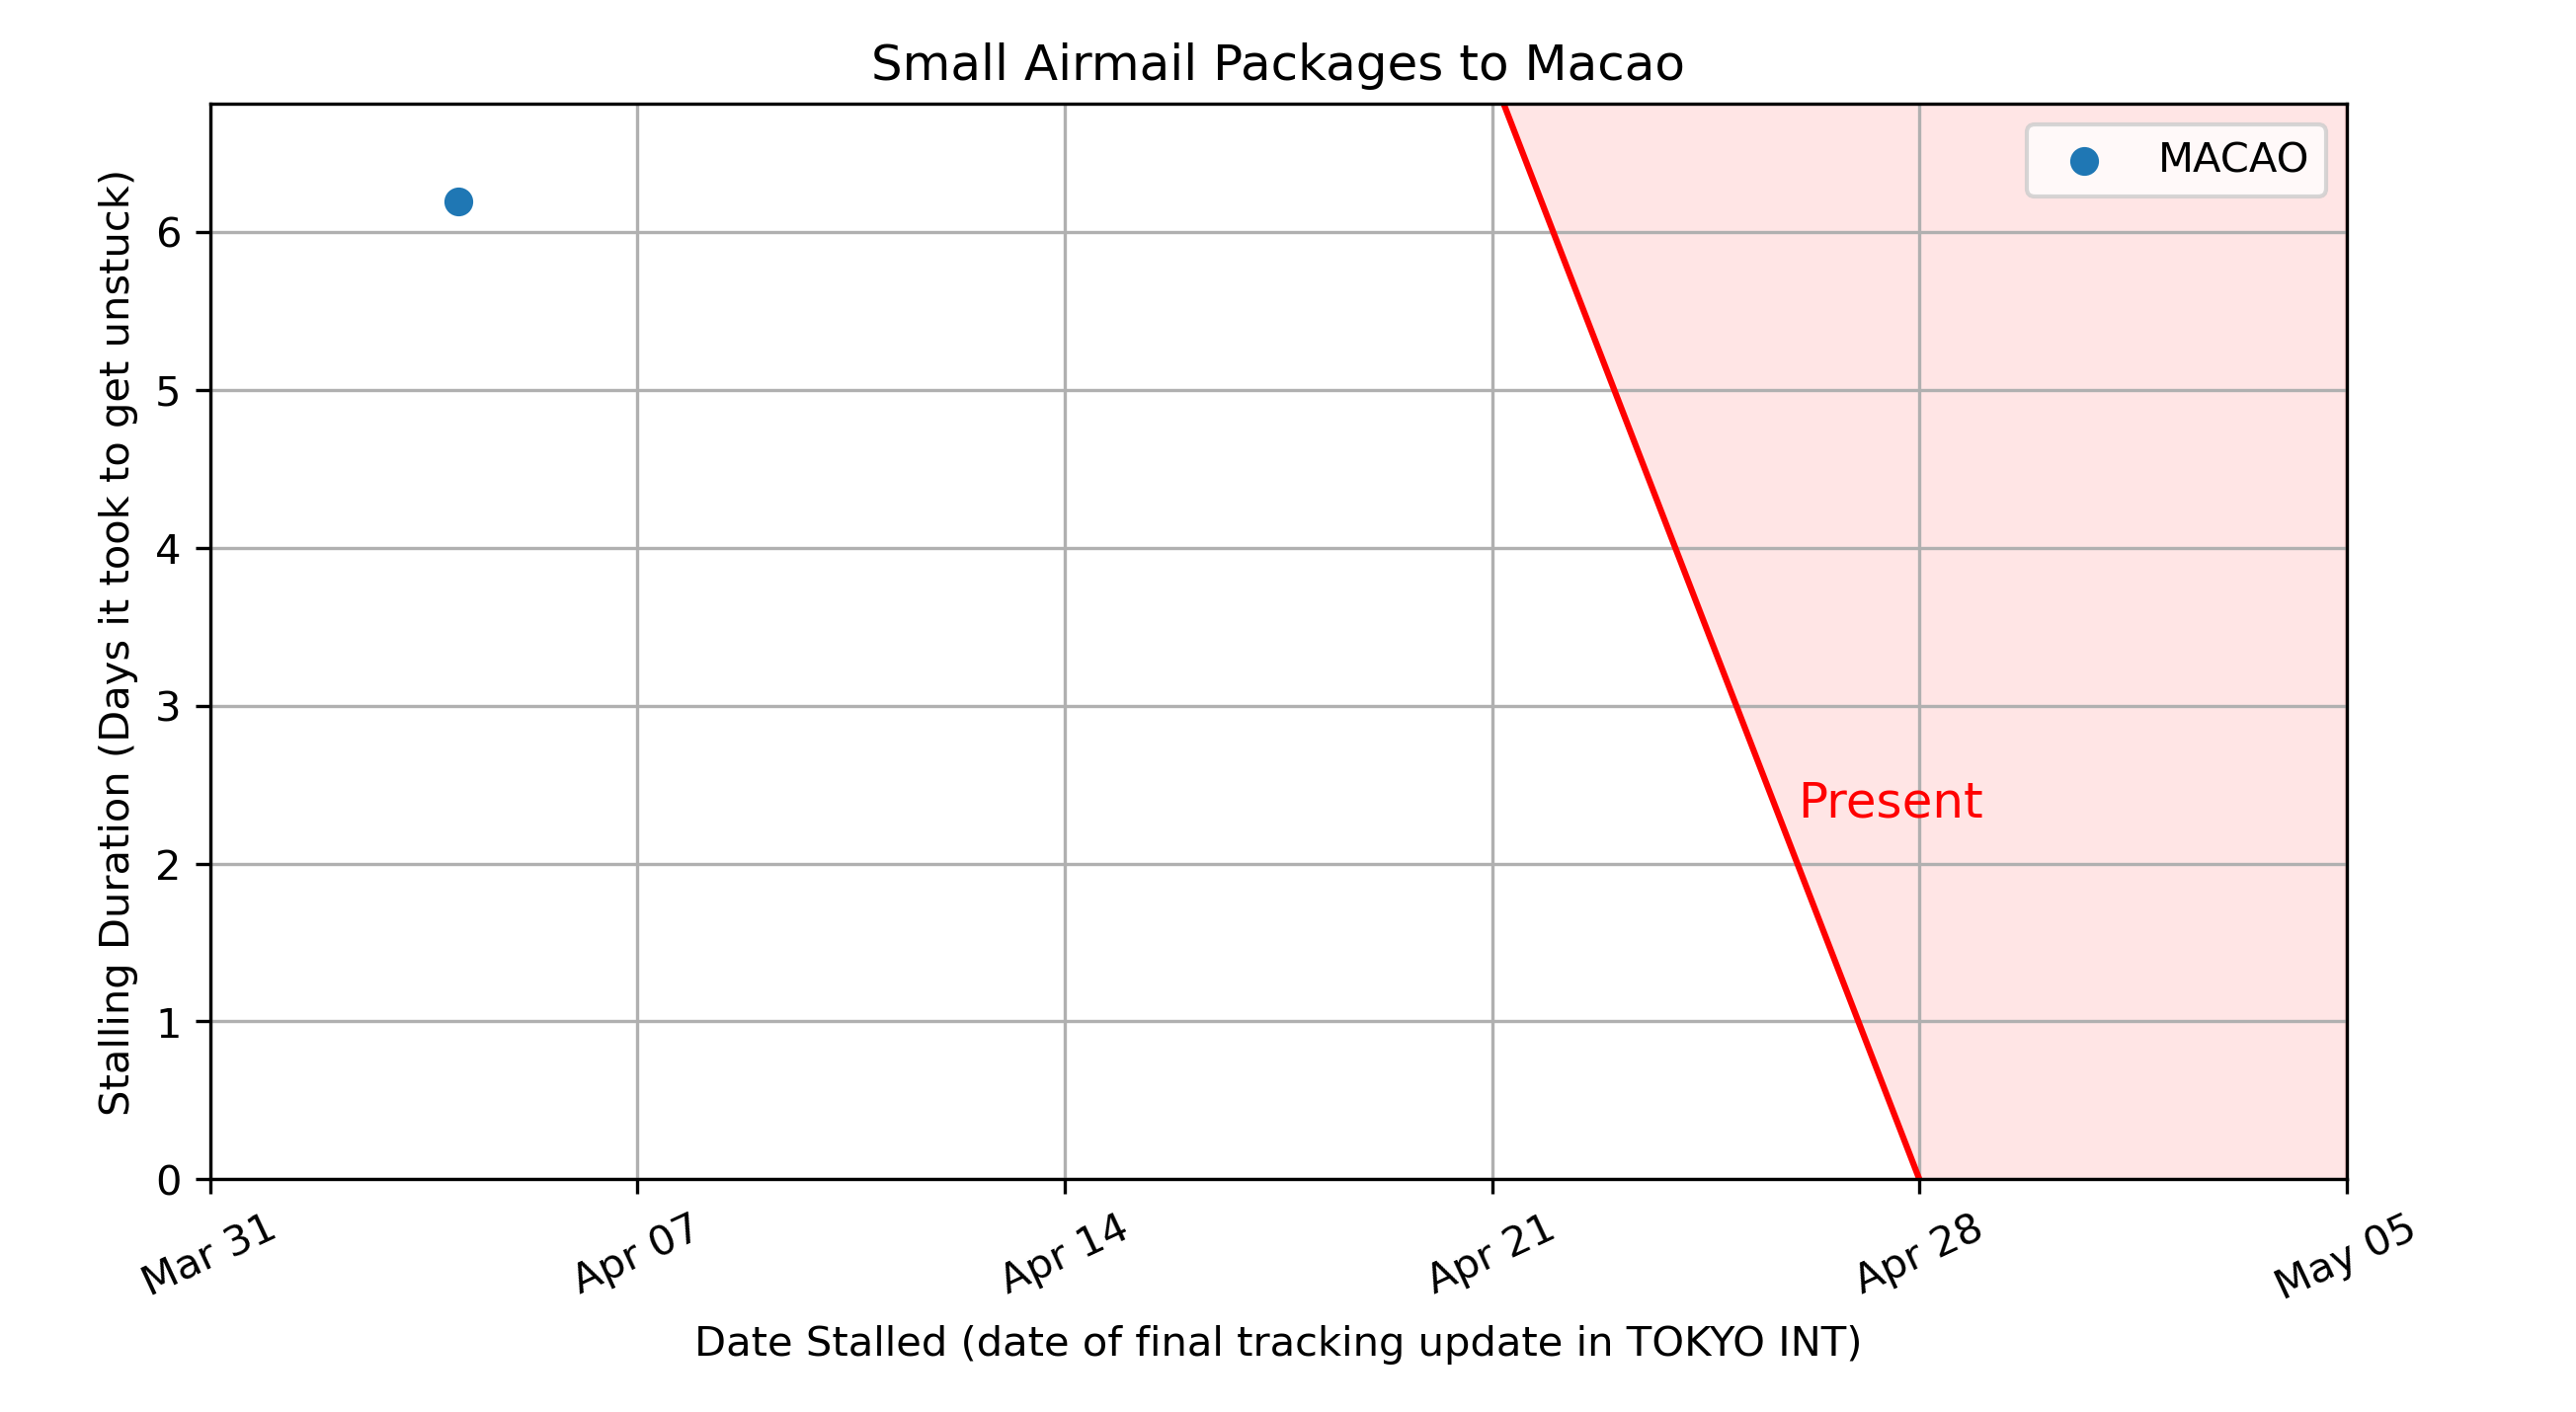 Small Airmail Packages to Macao
MACAO
Stalling Duration (Days it took to get unstuck)
6
5
4
3
2
1
0
Present
Mar 31
Apr 07
Apr 14
Apr 21
Apr 28
May 05
Date Stalled (date of final tracking update in TOKYO INT)